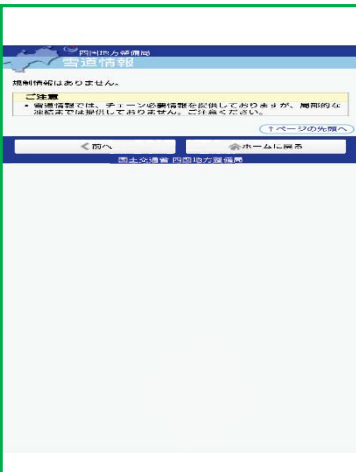 四国地方整備局
雪道情報
規制情報はありません。
ご注意
・雪道情報では、チェーン必要情報を提供しておりますが、局部的な
凍結までは提供しておりません。ご注意ください。
↑ページの先頭へ
＜前へ
ホームに戻る
国土交通省 四国地方整備局